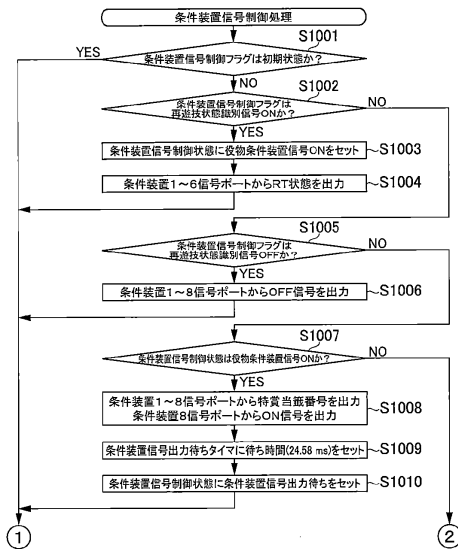 条件装置信号制御処理
S1001
YES
条件装置信号制御フラグは初期状態か?
NO
S1002
条件装置信号制御フラグは
再遊技状態識別信号ONか?
NO
YES
条件装置信号制御状態に役物条件装置信号ONをセット
S1003
条件装置1~6信号ポートからRT状態を出力
S1004
S1005
条件装置信号制御フラグは
再遊技状態識別信号OFFか?
NO
YES
条件装置1~8信号ポートからOFF信号を出力
S1006
S1007
条件装置信号制御状態は役物条件装置信号ONか?
NO
YES
条件装置1~8信号ポートから特賞当籤番号を出力
条件装置8信号ポートからON信号を出力
S1008
条件装置信号出力待ちタイマに待ち時間(24.58 ms)をセット
S1009
条件装置信号制御状態に条件装置信号出力待ちをセット
S1010
1
2